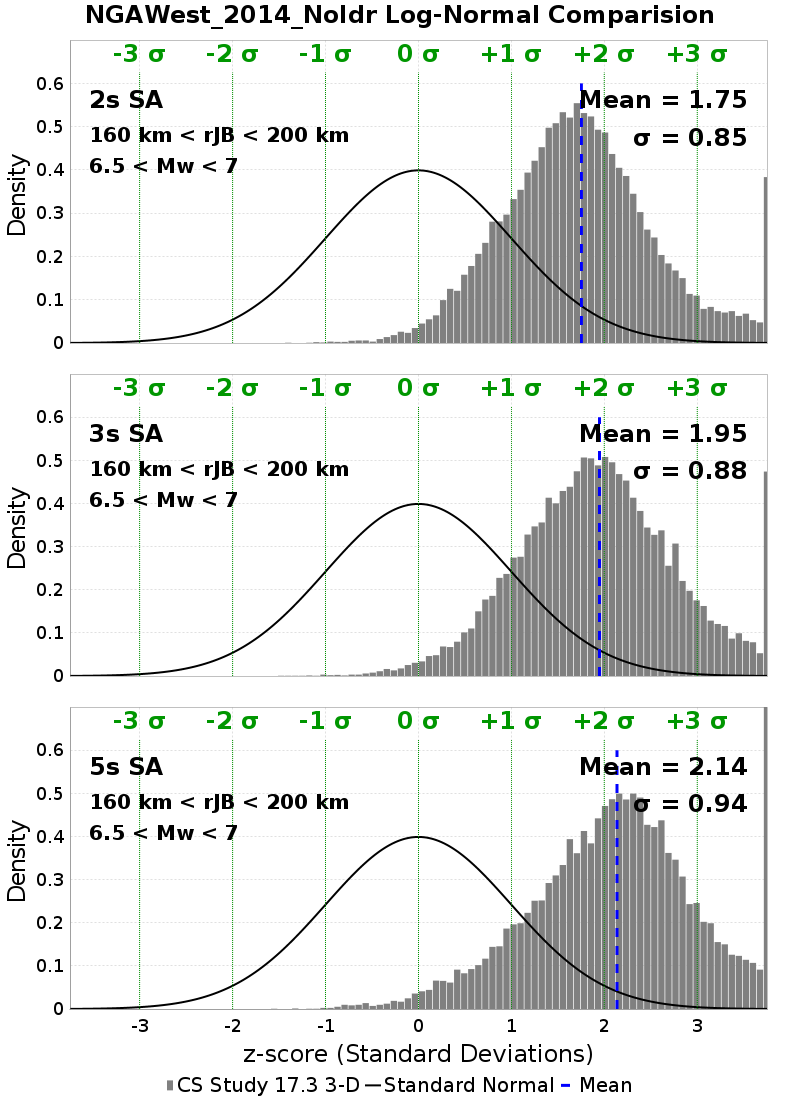 NGAWest_2014_NoIdr Log-Normal Comparision
-3 σ -2 σ -1 σ 0 σ +1 σ +2 σ +3 σ
0.6
2s SA Mean = 1.75
0.5
160 km < rJB < 200 km σ = 0.85
6.5 < Mw < 7
0.4
0.3
0.2
0.1
0
Density
-3 σ -2 σ -1 σ 0 σ +1 σ +2 σ +3 σ
0.6
3s SA Mean = 1.95
0.5
160 km < rJB < 200 km σ = 0.88
6.5 < Mw < 7
0.4
0.3
0.2
0.1
0
Density
-3 σ -2 σ -1 σ 0 σ +1 σ +2 σ +3 σ
0.6
5s SA Mean = 2.14
0.5
160 km < rJB < 200 km σ = 0.94
6.5 < Mw < 7
0.4
0.3
0.2
0.1
0
Density
-3 -2 -1 0 1 2 3
z-score (Standard Deviations)
CS Study 17.3 3-D Standard Normal Mean